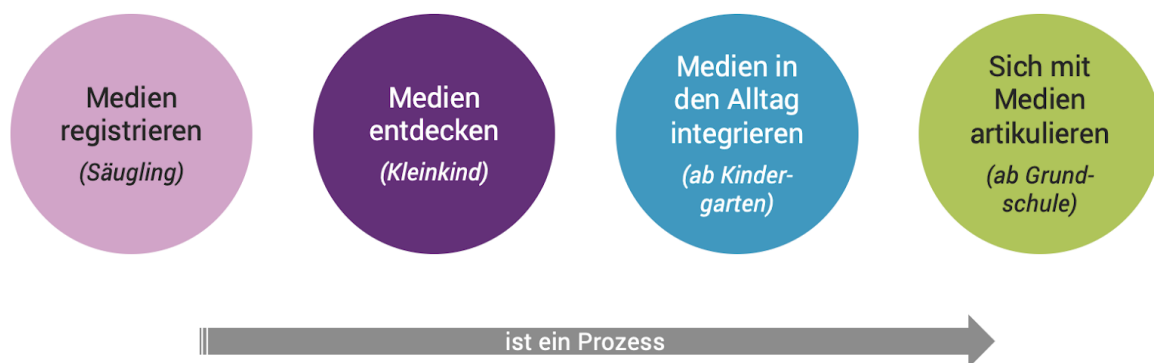 Medien
registrieren
(Säugling)
Medien
entdecken
(Kleinkind)
Medien in
den Alltag
integrieren
(ab Kinder-
garten)
Sich mit
Medien
artikulieren
(ab Grund-
schule)
ist ein Prozess